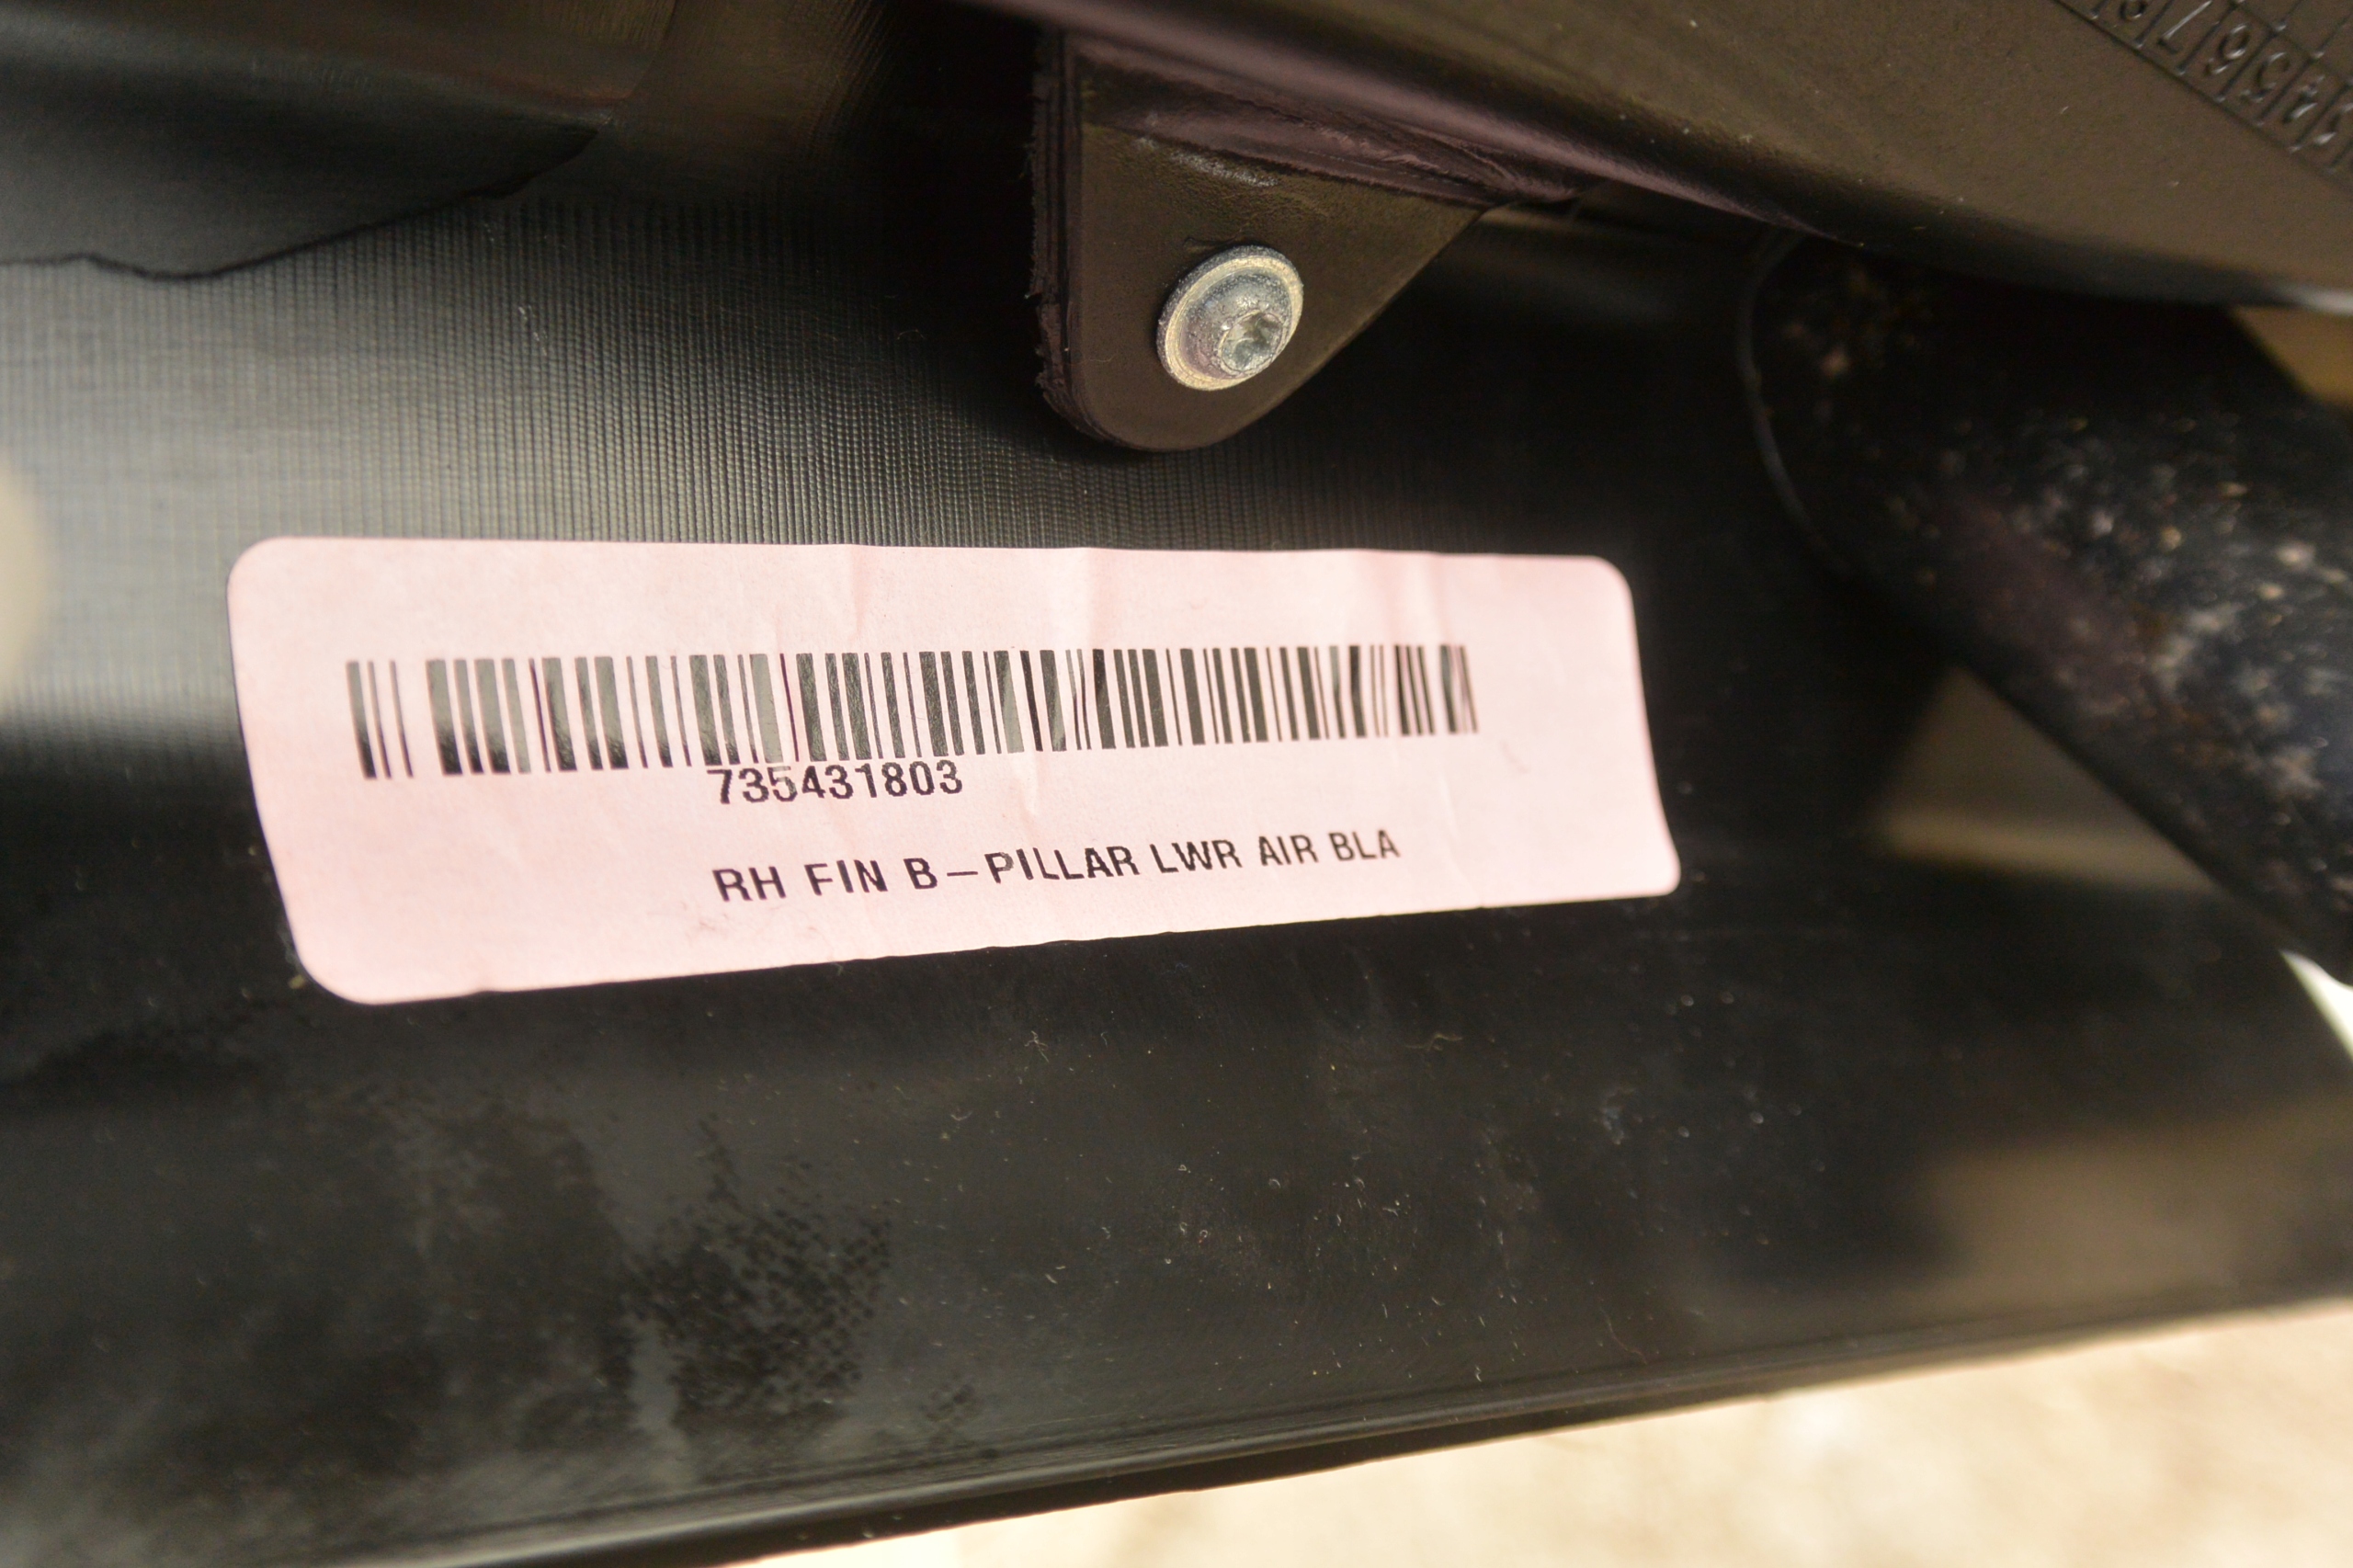 735431803
RH FIN B-PILLAR LWR AIR BLA